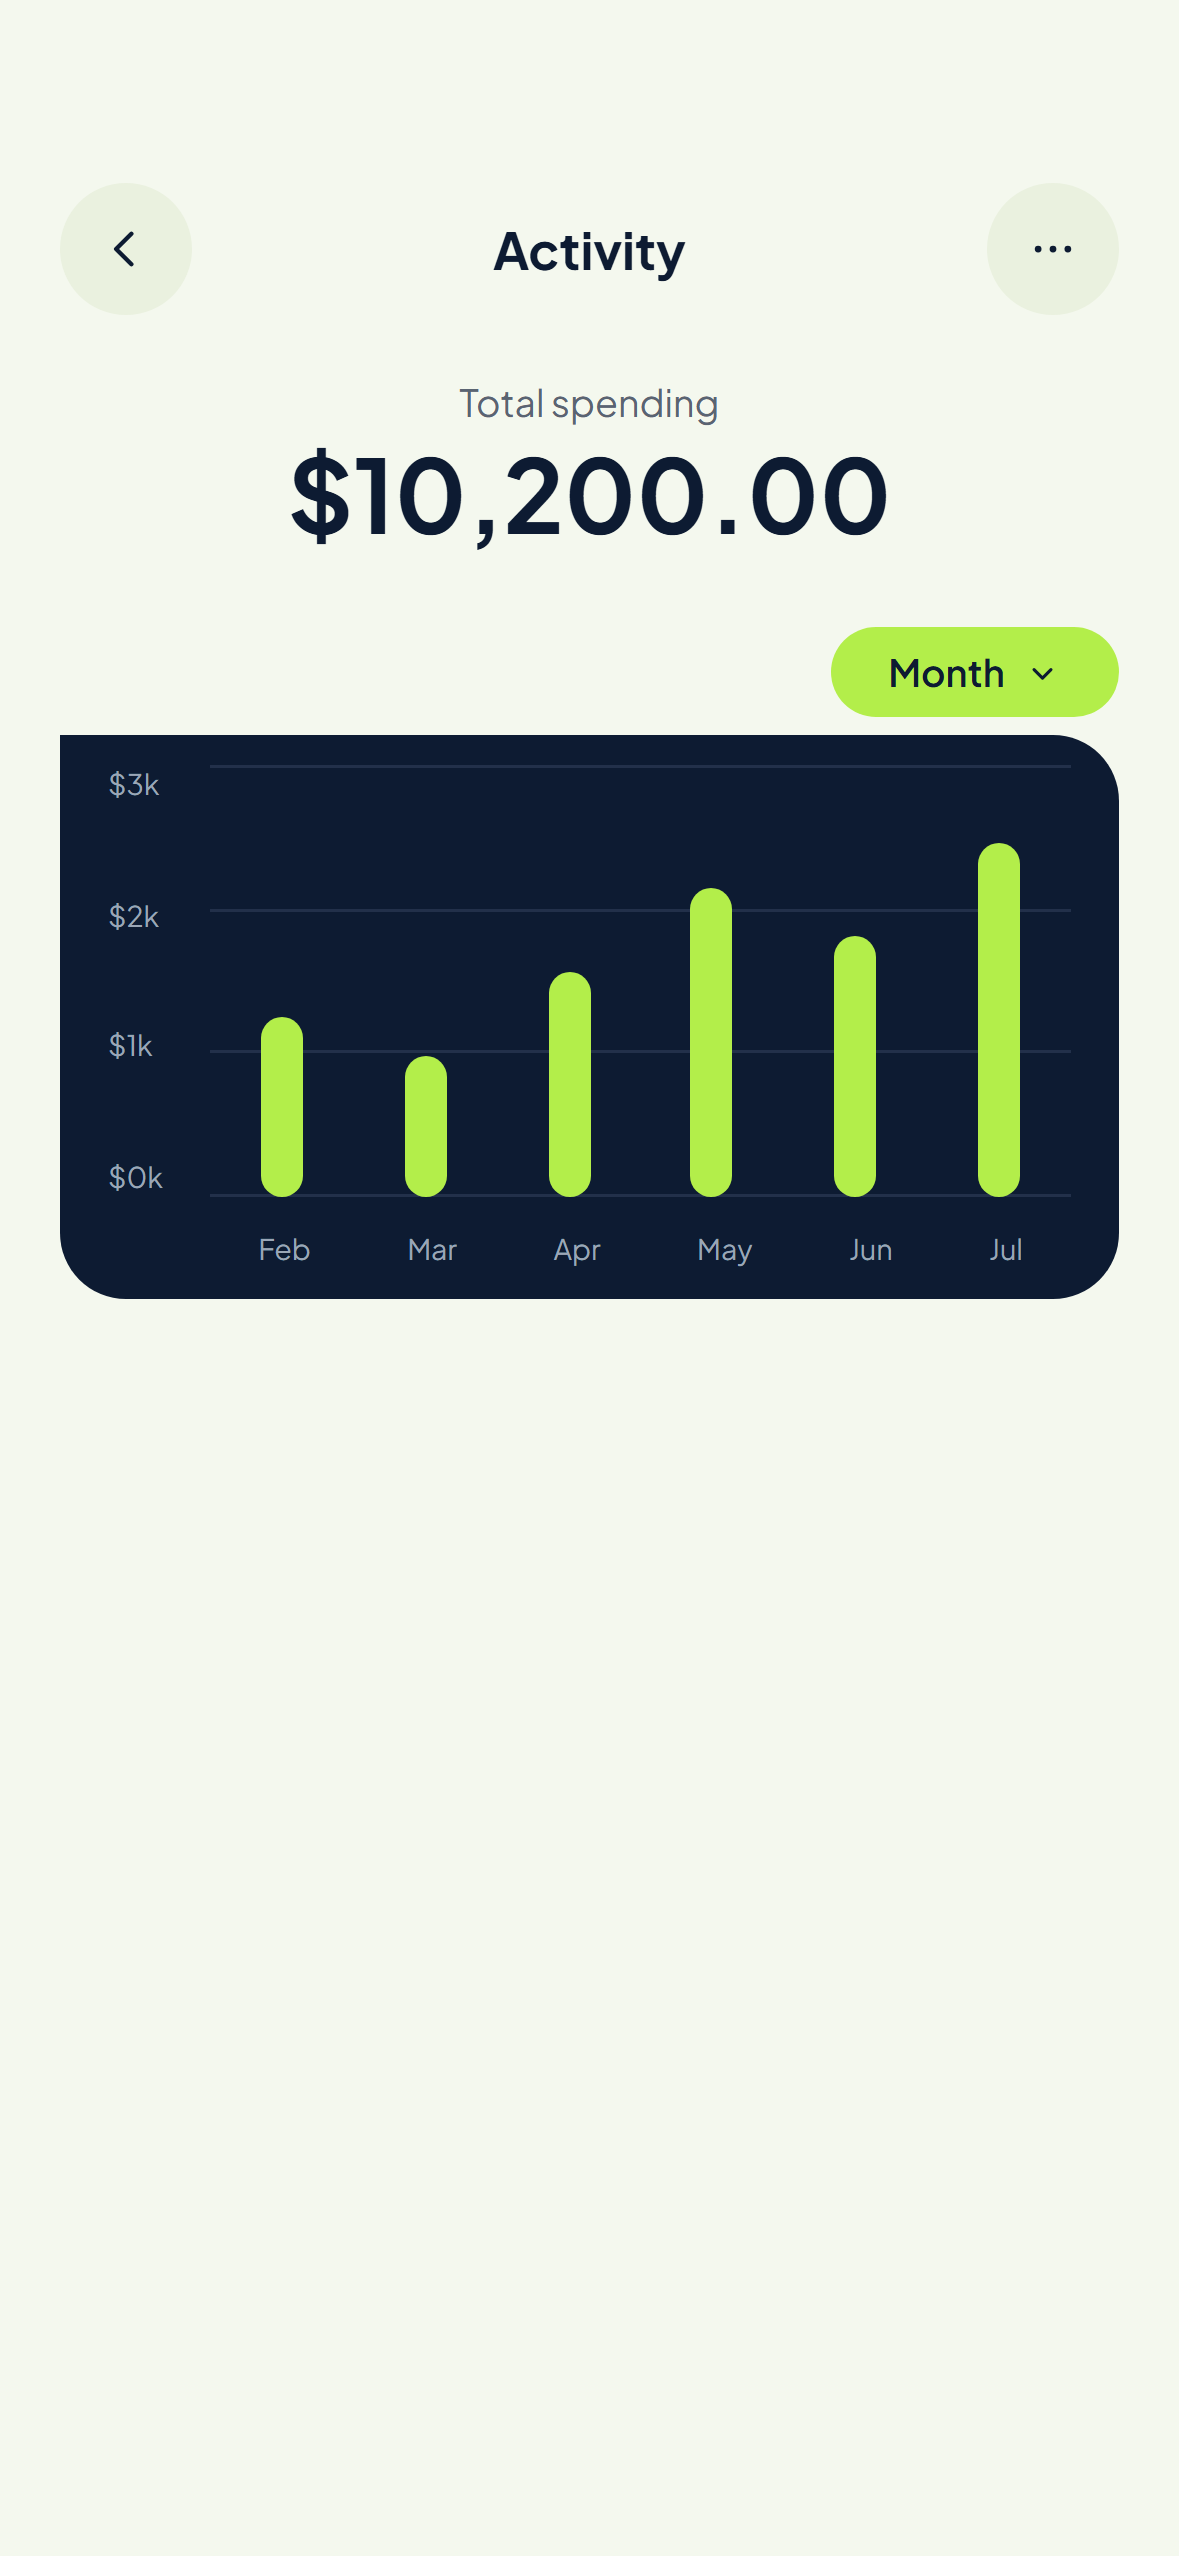 Activity
Total spending
$10,200.00
Month
$3k
$2k
$1k
$0k
Feb Mar Apr May Jun Jul